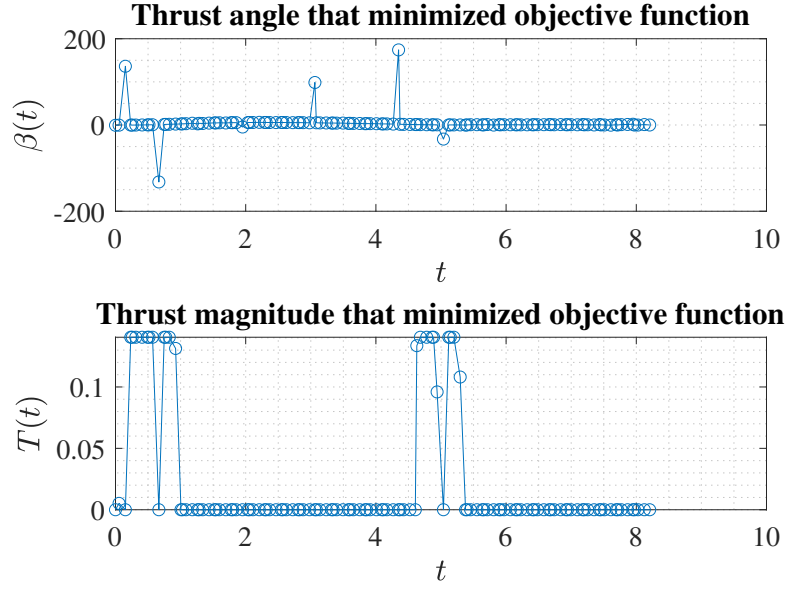 Thrust angle that minimized objective function
200
0
-200
β(t)
0 2 4 6 8 10
t
Thrust magnitude that minimized objective function
0.1
0.05
0
T(t)
0 2 4 6 8 10
t